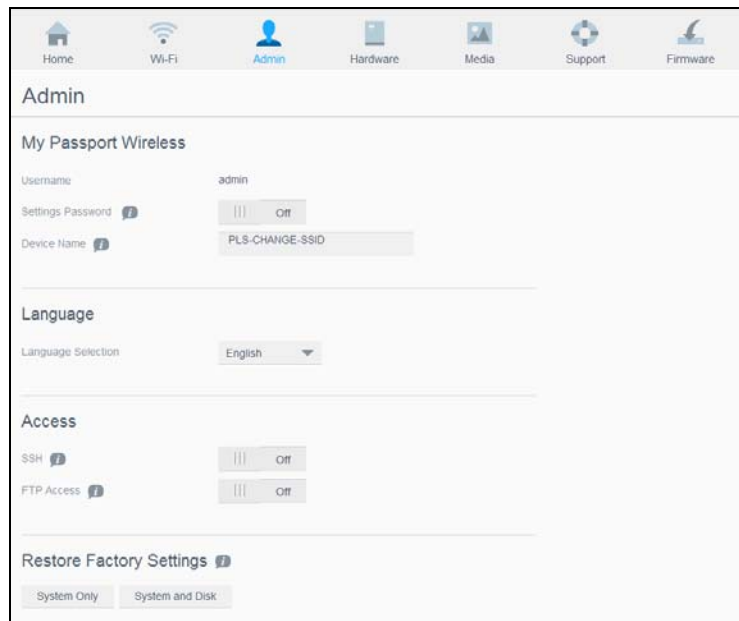 Home Wi-Fi Admin Hardware Media Support Firmware
Admin
My Passport Wireless
Username admin
Settings Password i Off
Device Name i PLS-CHANGE-SSID
Language
Language Selection English
Access
SSH i Off
FTP Access i Off
Restore Factory Settings i
System Only System and Disk